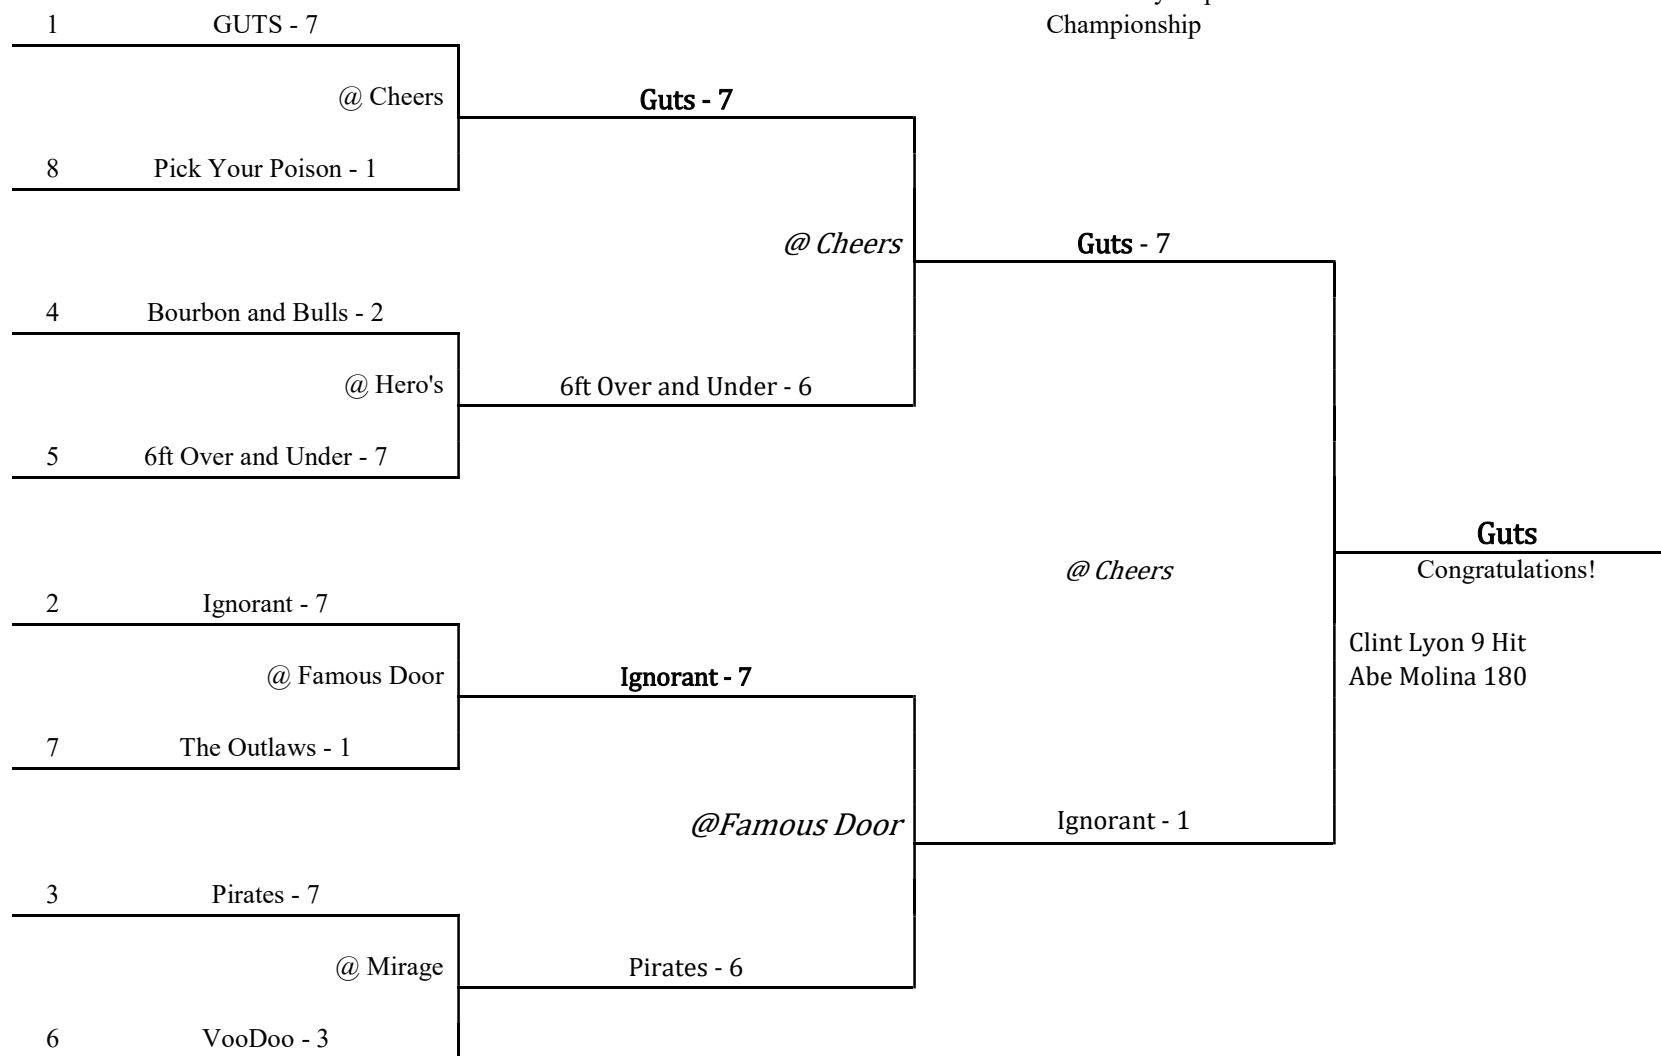 Championship
1 GUTS - 7
@ Cheers
Guts - 7
8 Pick Your Poison - 1
@ Cheers
Guts - 7
4 Bourbon and Bulls - 2
@ Hero's
6ft Over and Under - 6
5 6ft Over and Under - 7
Guts
@ Cheers
Congratulations!
2 Ignorant - 7
Clint Lyon 9 Hit
@ Famous Door
Ignorant - 7
Abe Molina 180
7 The Outlaws - 1
@Famous Door
Ignorant - 1
3 Pirates - 7
@ Mirage
Pirates - 6
6 VooDoo - 3